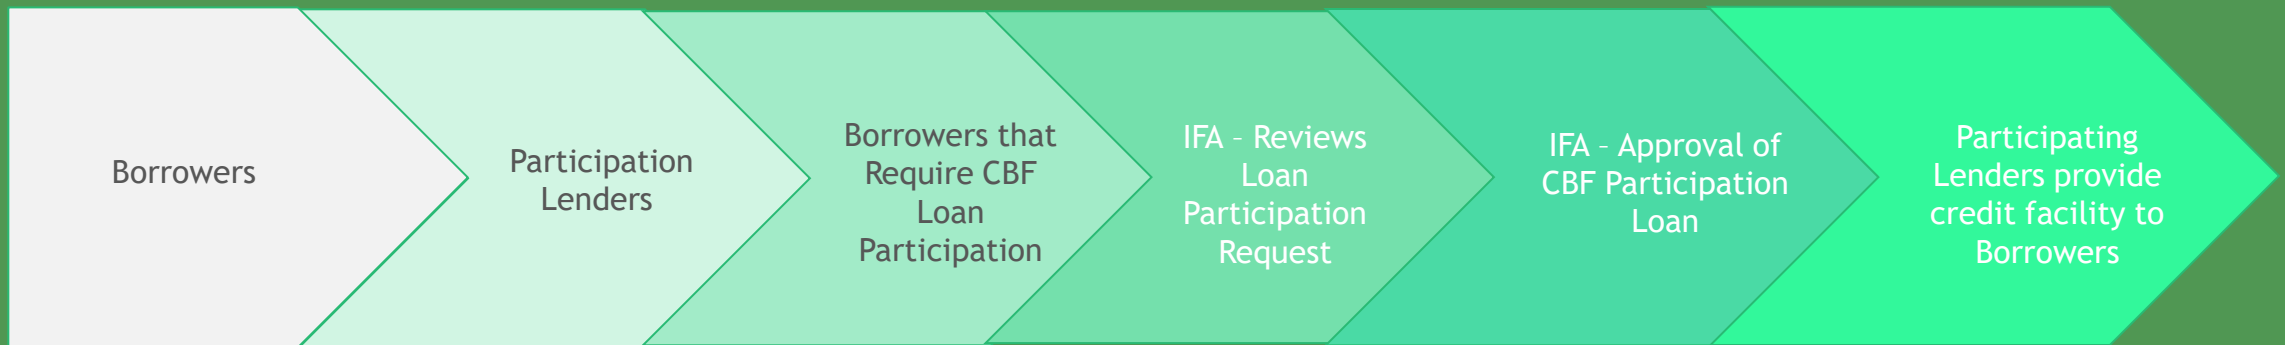 Borrowers
Participation
Lenders
Borrowers that
Require CBF
Loan
Participation
IFA – Reviews
Loan
Participation
Request
IFA – Approval of
CBF Participation
Loan
Participating
Lenders provide
credit facility to
Borrowers